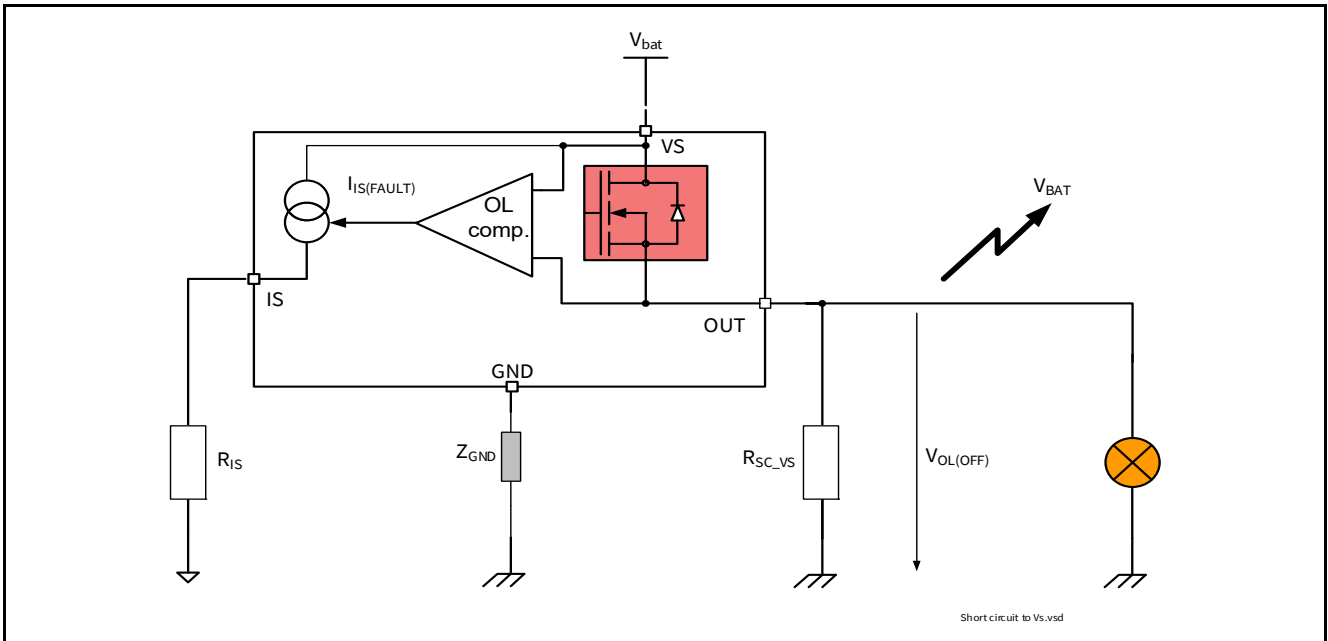 Vbat
VS
IIS(FAULT)
OL
comp.
VBAT
IS
OUT
GND
RIS
ZGND
RSC_VS
VOL(OFF)
Short circuit to Vs.vsd